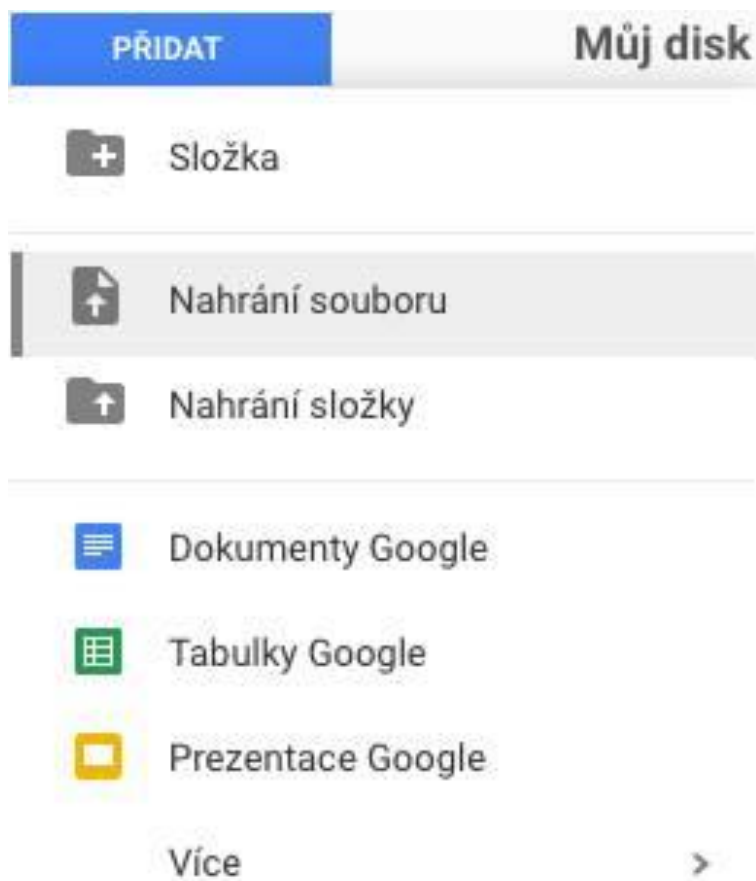 PŘIDAT
Můj disk
Složka
Nahrání souboru
Nahrání složky
Dokumenty Google
Tabulky Google
Prezentace Google
Více